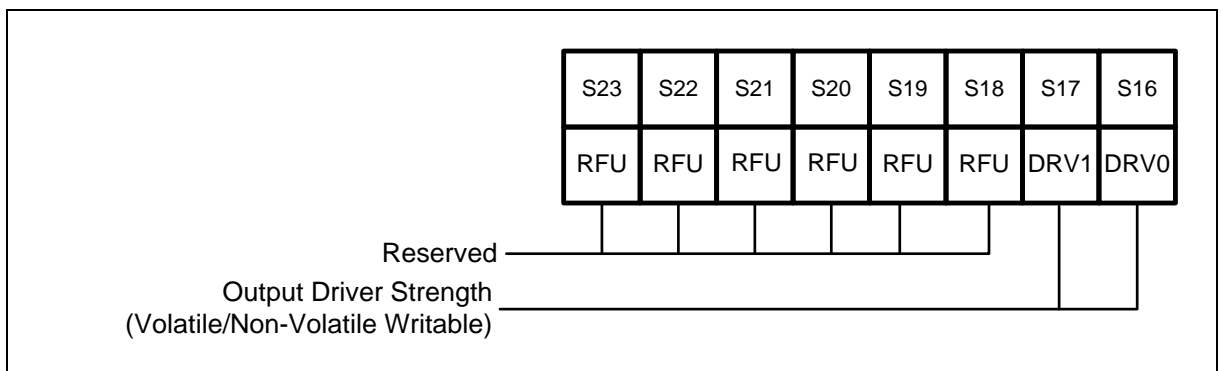 S23 S22 S21 S20 S19 S18 S17 S16
RFU RFU RFU RFU RFU RFU DRV1 DRV0
Reserved
Output Driver Strength
(Volatile/Non-Volatile Writable)